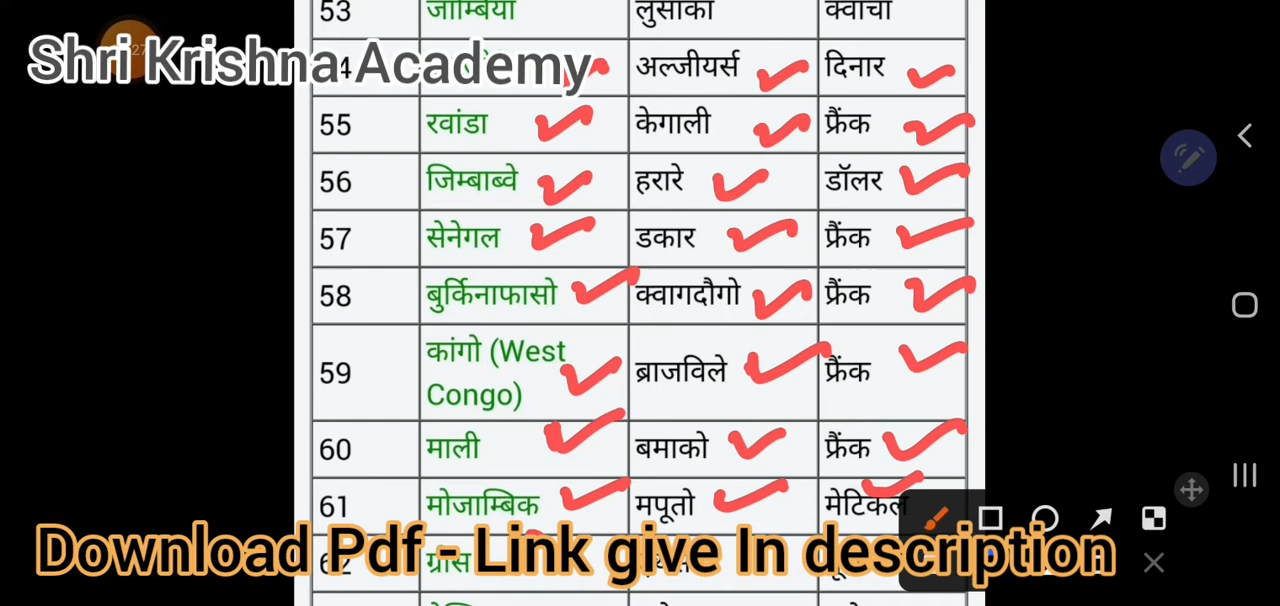 53 जाम्बिया लुसाका क्वाचा
Shri Krishna Academy
अल्जीयर्स दिनार
55 रवांडा केगाली फ्रैंक
56 जिम्बाब्वे हरारे डॉलर
57 सेनेगल डकार फ्रैंक
58 बुर्किनाफासो क्वागदौगो फ्रैंक
59 कांगो (West
Congo) ब्राजविले फ्रैंक
60 माली बमाको फ्रैंक
61 मोजाम्बिक मपूतो मेटिकल
62 ग्रीस
Download Pdf - Link give In description